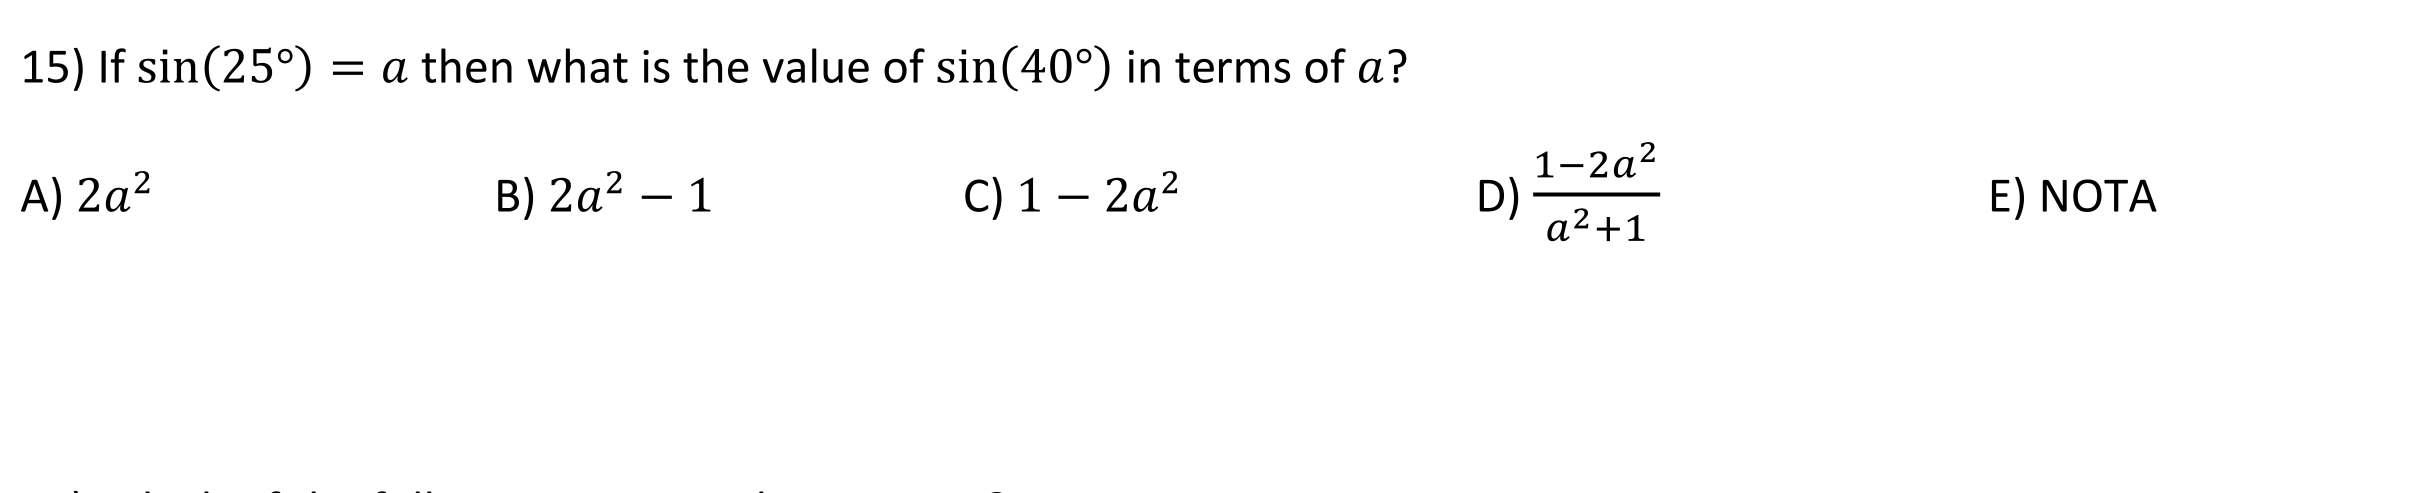 15) If sin(25°) = a then what is the value of sin(40°) in terms of a?
A) 2a² B) 2a² − 1 C) 1 − 2a² D) \frac{1−2a²}{a²+1} E) NOTA